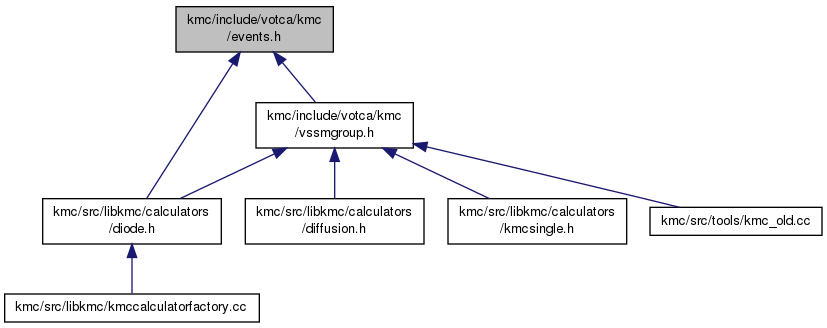 kmc/include/votca/kmc
/events.h
kmc/include/votca/kmc
/vssmgroup.h
kmc/src/libkmc/calculators
/diode.h
kmc/src/libkmc/calculators
/diffusion.h
kmc/src/libkmc/calculators
/kmcsingle.h
kmc/src/tools/kmc_old.cc
kmc/src/libkmc/kmccalculatorfactory.cc